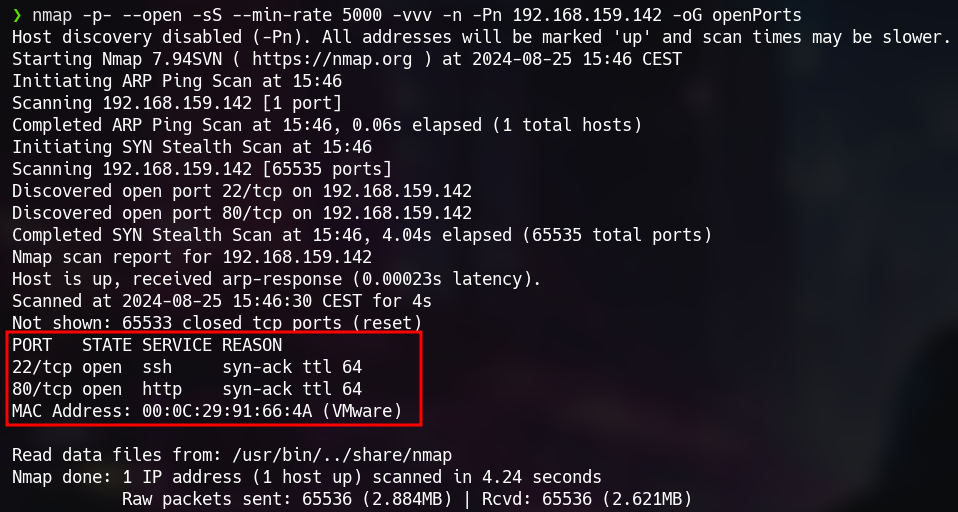 ❯ nmap -p- --open -sS --min-rate 5000 -vvv -n -Pn 192.168.159.142 -oG openPorts
Host discovery disabled (-Pn). All addresses will be marked 'up' and scan times may be slower.
Starting Nmap 7.94SVN ( https://nmap.org ) at 2024-08-25 15:46 CEST
Initiating ARP Ping Scan at 15:46
Scanning 192.168.159.142 [1 port]
Completed ARP Ping Scan at 15:46, 0.06s elapsed (1 total hosts)
Initiating SYN Stealth Scan at 15:46
Scanning 192.168.159.142 [65535 ports]
Discovered open port 22/tcp on 192.168.159.142
Discovered open port 80/tcp on 192.168.159.142
Completed SYN Stealth Scan at 15:46, 4.04s elapsed (65535 total ports)
Nmap scan report for 192.168.159.142
Host is up, received arp-response (0.00023s latency).
Scanned at 2024-08-25 15:46:30 CEST for 4s
Not shown: 65533 closed tcp ports (reset)
PORT   STATE SERVICE REASON
22/tcp open  ssh     syn-ack ttl 64
80/tcp open  http    syn-ack ttl 64
MAC Address: 00:0C:29:91:66:4A (VMware)
Read data files from: /usr/bin/../share/nmap
Nmap done: 1 IP address (1 host up) scanned in 4.24 seconds
           Raw packets sent: 65536 (2.884MB) | Rcvd: 65536 (2.621MB)